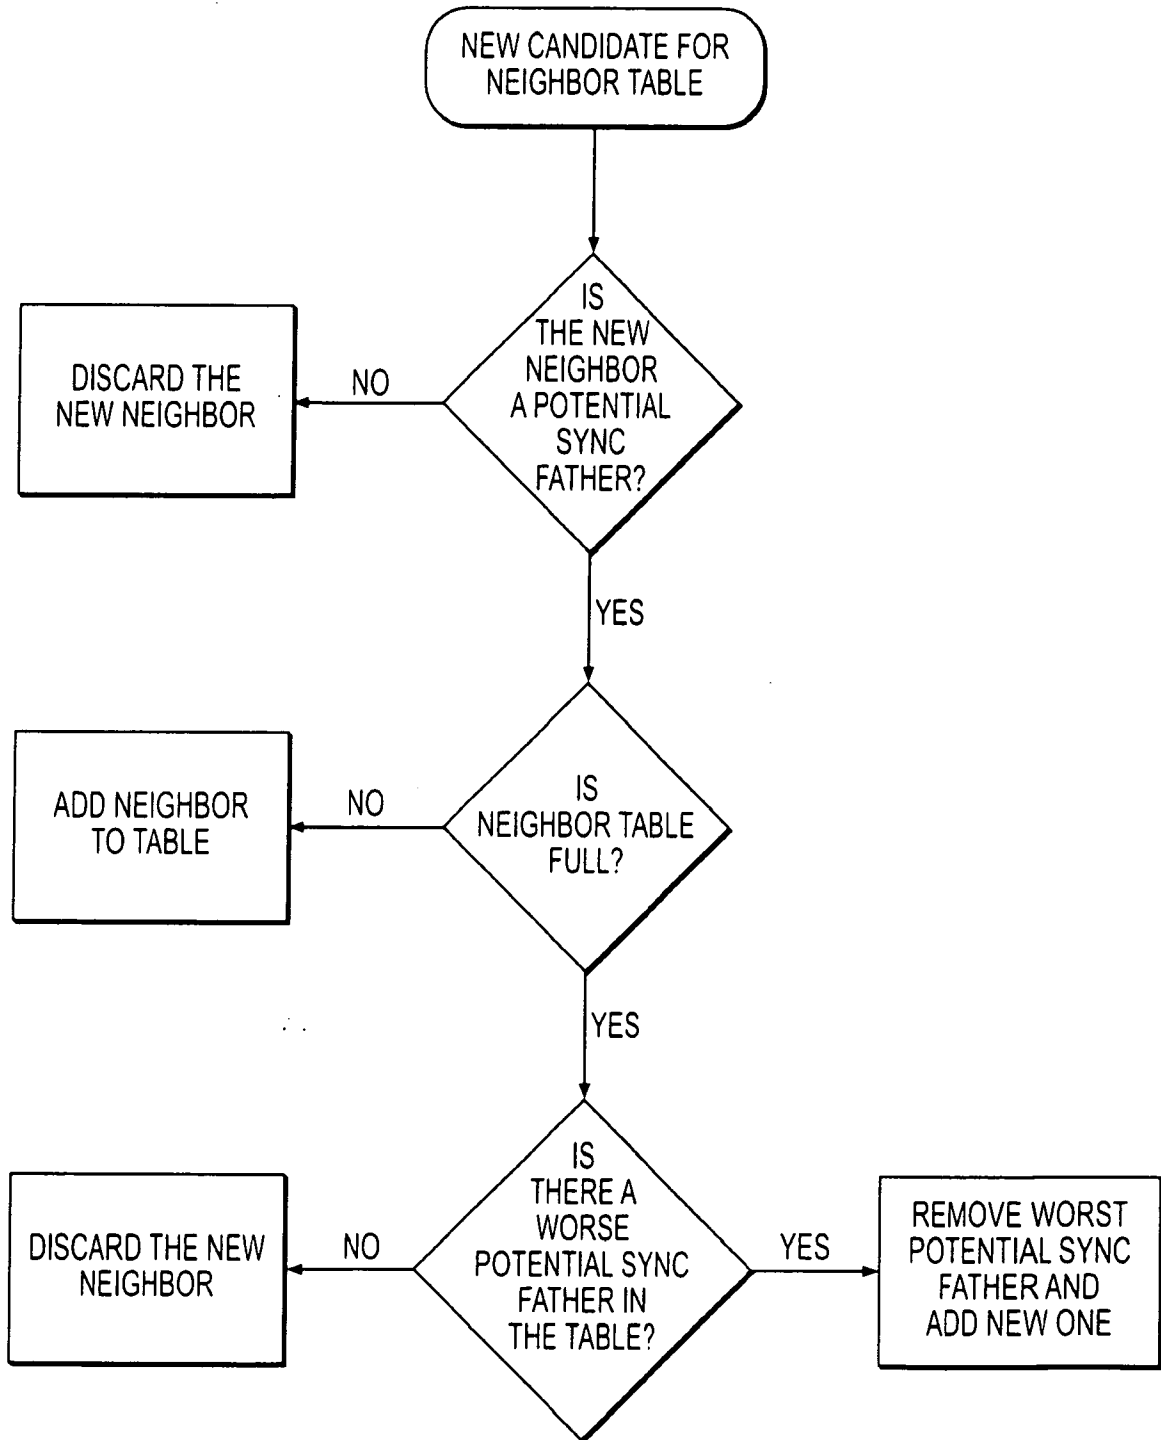 NEW CANDIDATE FOR
NEIGHBOR TABLE
IS
THE NEW
NEIGHBOR
A POTENTIAL
SYNC
FATHER?
NO
DISCARD THE
NEW NEIGHBOR
YES
IS
NEIGHBOR TABLE
FULL?
NO
ADD NEIGHBOR
TO TABLE
YES
IS
THERE A
WORSE
POTENTIAL SYNC
FATHER IN
THE TABLE?
NO
DISCARD THE NEW
NEIGHBOR
YES
REMOVE WORST
POTENTIAL SYNC
FATHER AND
ADD NEW ONE